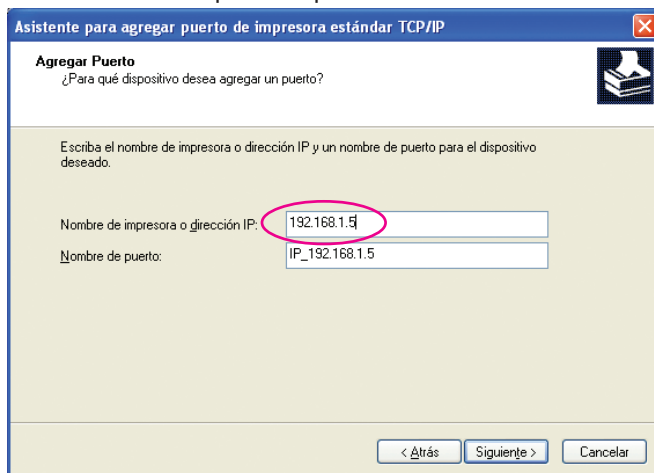 Asistente para agregar puerto de impresora estándar TCP/IP
Agregar Puerto
¿Para qué dispositivo desea agregar un puerto?
Escriba el nombre de impresora o dirección IP y un nombre de puerto para el dispositivo
deseado.
Nombre de impresora o dirección IP: 192.168.1.5
Nombre de puerto: IP_192.168.1.5
< Atrás Siguiente > Cancelar